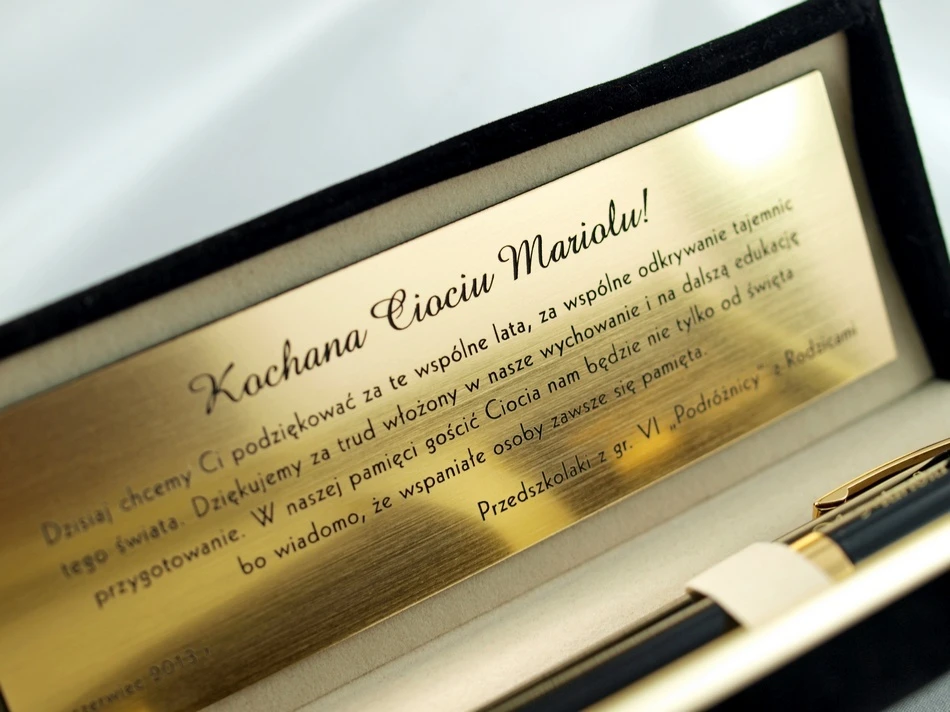 Kochana Ciociu Mariolu!
Dzisiaj chcemy Ci podziękować za te wspólne lata, za wspólne odkrywanie tajemnic
tego świata. Dziękujemy za trud włożony w nasze wychowanie i na dalszą edukację
przygotowanie. W naszej pamięci gościć Ciocia nam będzie nie tylko od święta
bo wiadomo, że wspaniałe osoby zawsze się pamięta.
Przedszkolaki z gr. VI „Podróżnicy” z Rodzicami
czerwiec 2013r.